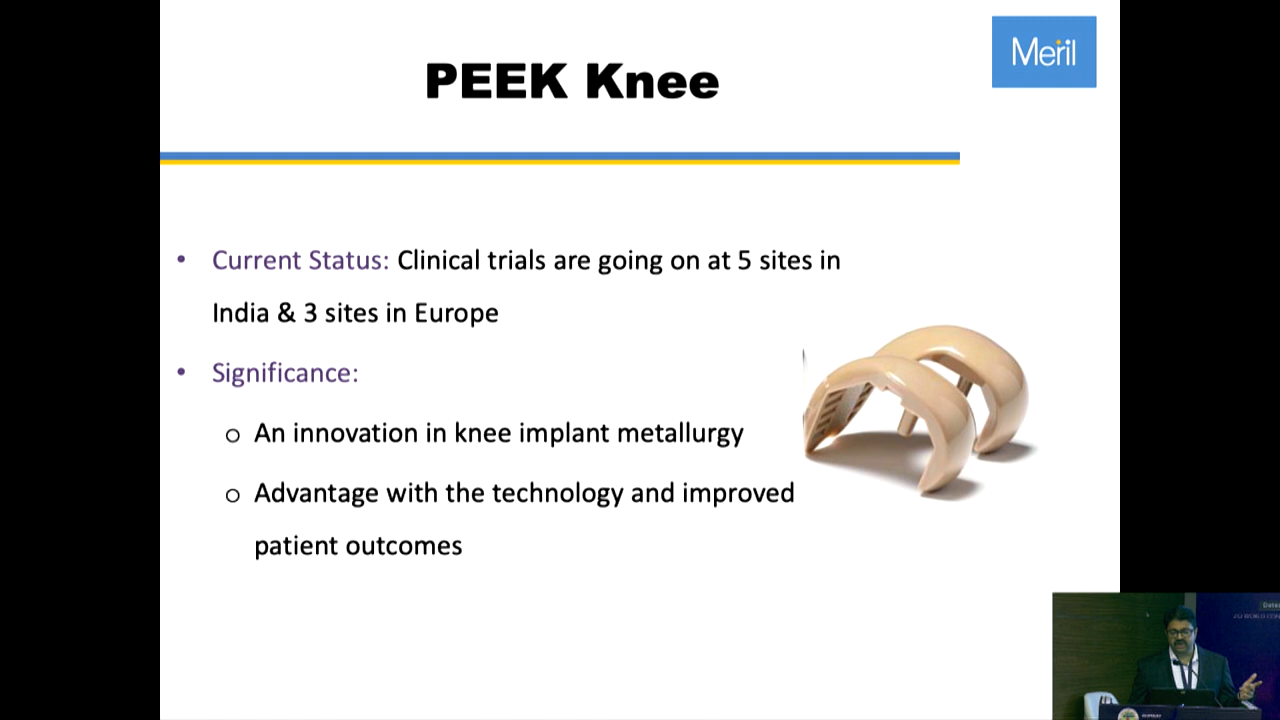 Meril
PEEK Knee
• Current Status: Clinical trials are going on at 5 sites in
India & 3 sites in Europe
• Significance:
o An innovation in knee implant metallurgy
o Advantage with the technology and improved
patient outcomes